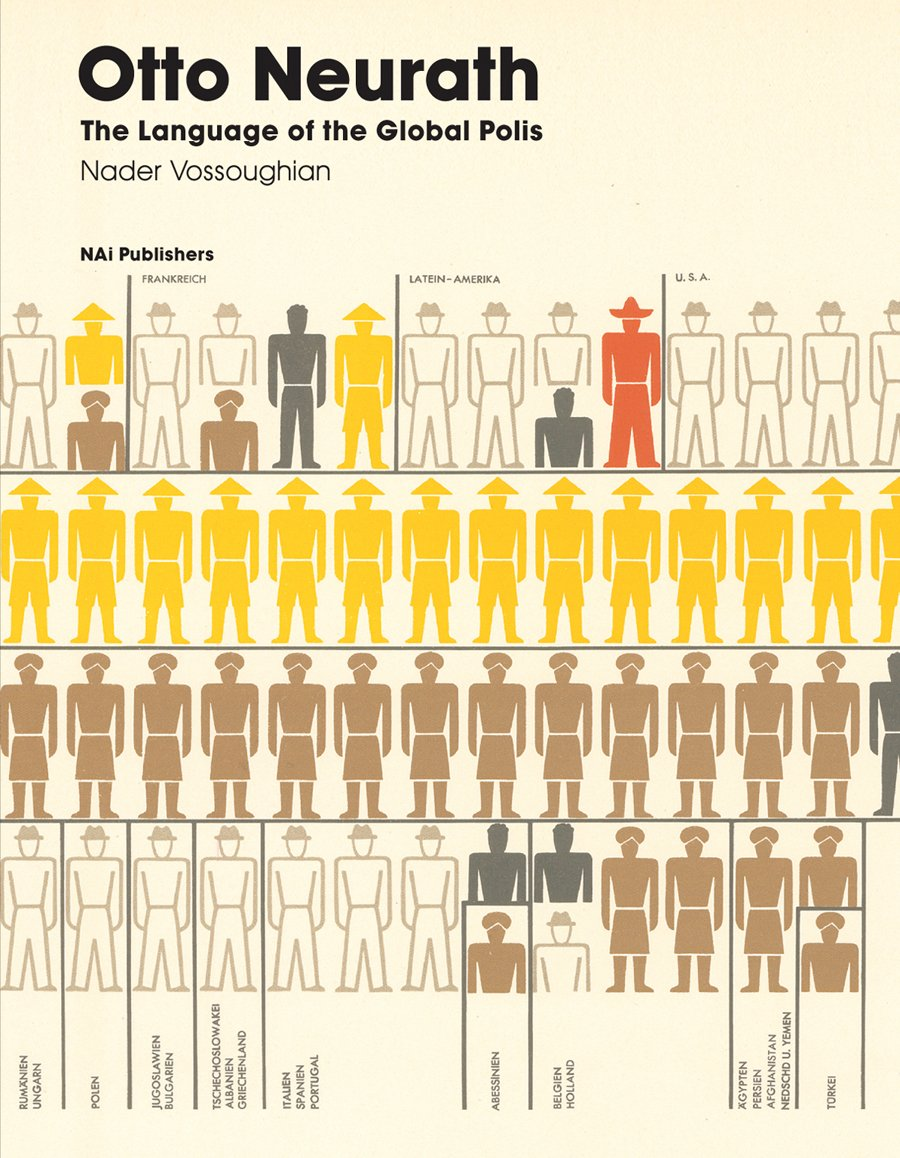 Otto Neurath
The Language of the Global Polis
Nader Vossoughian
NAi Publishers
FRANKREICH
LATEIN-AMERIKA
U.S.A.
RUMÄNIEN
UNGARN
POLEN
JUGOSLAWIEN
BULGARIEN
TSCHECHOSLOWAKEI
ALBANIEN
GRIECHENLAND
ITALIEN
SPANIEN
PORTUGAL
ABESSINIEN
BELGIEN
HOLLAND
ÄGYPTEN
PERSIEN
AFGHANISTAN
NEDSCHD U. YEMEN
TÜRKEI